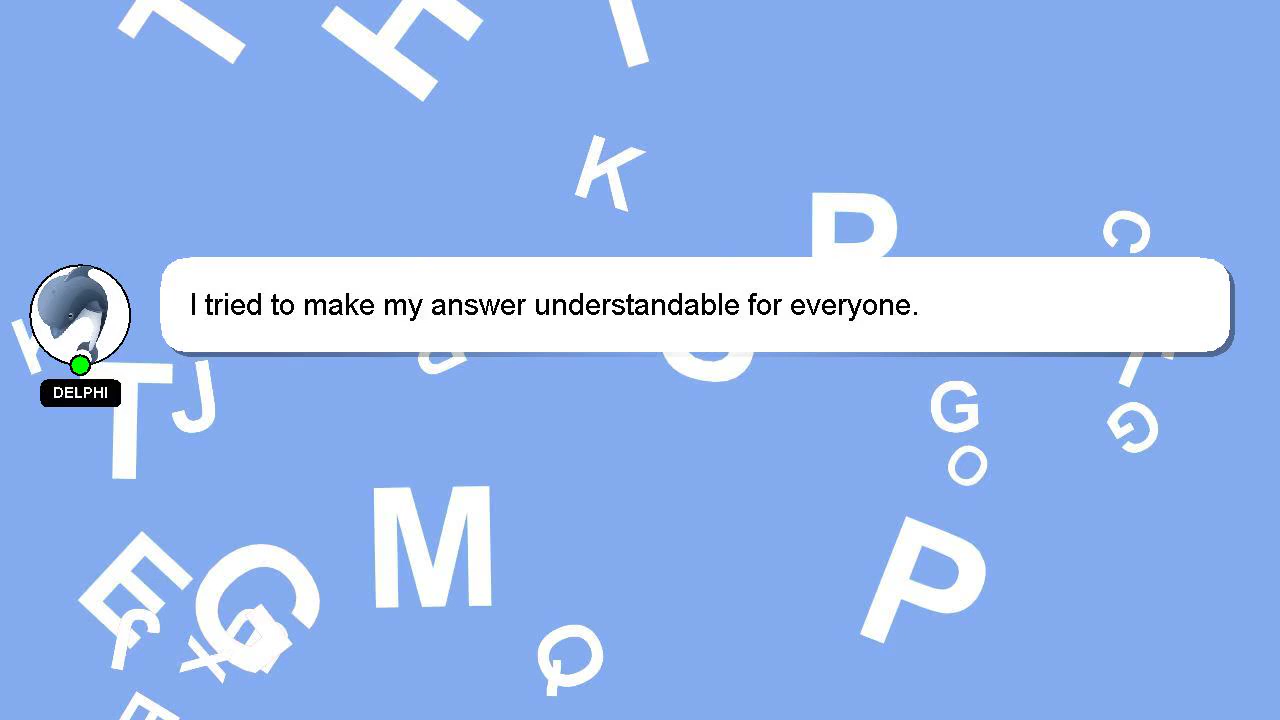 I tried to make my answer understandable for everyone.
DELPHI
T
H
K
P
C
T
J
G
G
O
M
E
G
P
J
X
Q
E